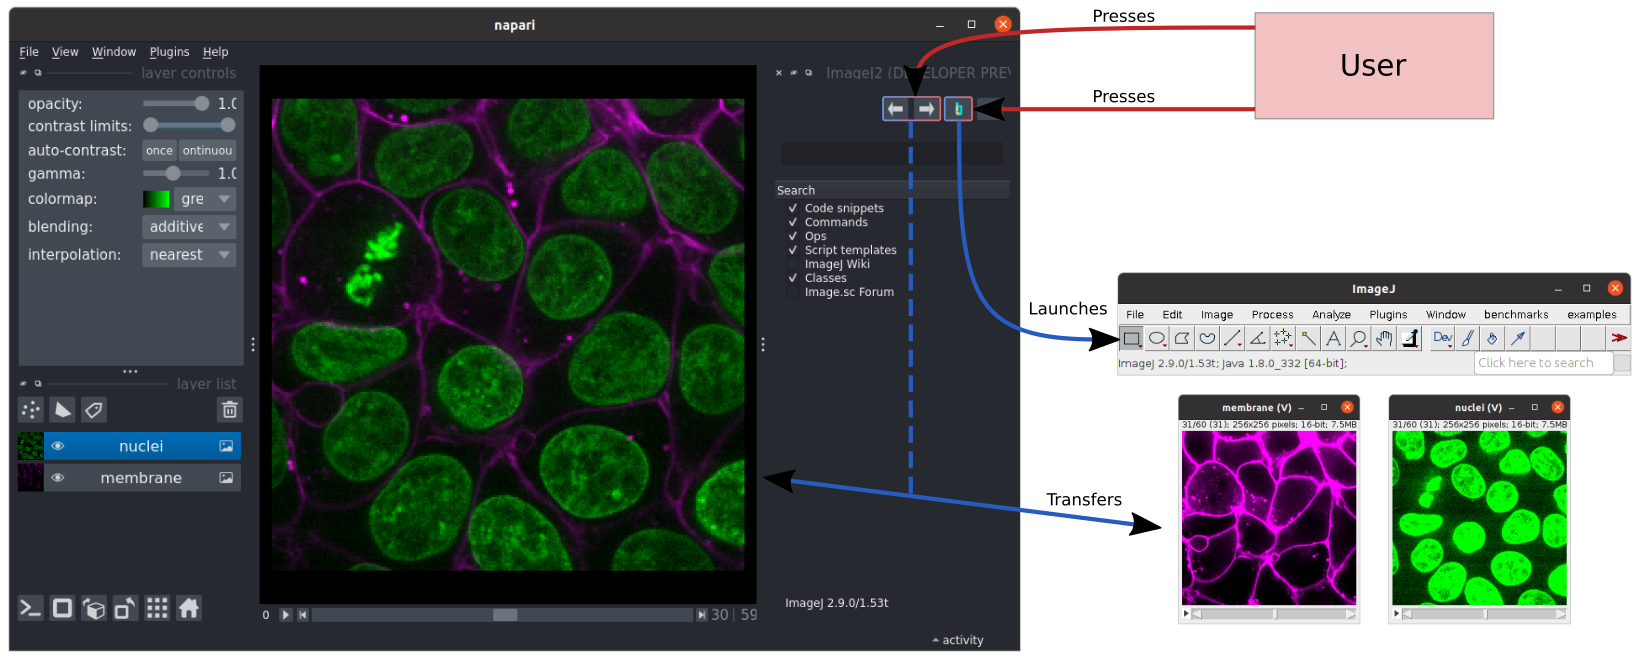 napari
File View Window Plugins Help
layer controls
opacity: 1.0
contrast limits:
auto-contrast: once ontinuou
gamma: 1.0
colormap: gre
blending: additive
interpolation: nearest
layer list
nuclei
membrane
0 30 | 59
ImageJ2 (DEVELOPER PREV
Search
Code snippets
Commands
Ops
Script templates
ImageJ Wiki
Classes
Image.sc Forum
ImageJ 2.9.0/1.53t
activity
Presses
Presses
User
Launches
Transfers
ImageJ
File Edit Image Process Analyze Plugins Window benchmarks examples
Dev
ImageJ 2.9.0/1.53t; Java 1.8.0_332 [64-bit];
Click here to search
membrane (V)
31/60 (31); 256x256 pixels; 16-bit; 7.5MB
nuclei (V)
31/60 (31); 256x256 pixels; 16-bit; 7.5MB